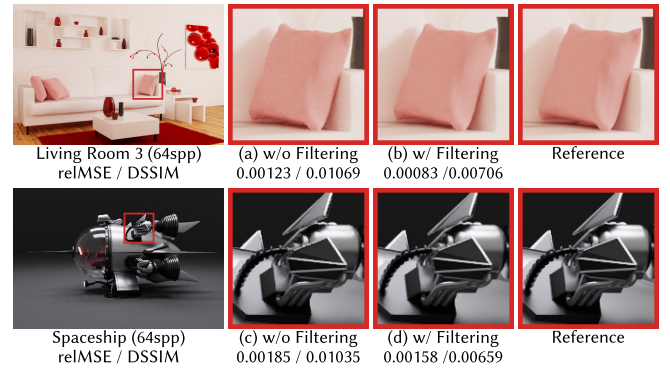 Living Room 3 (64spp)
relMSE / DSSIM
(a) w/o Filtering
0.00123 / 0.01069
(b) w/ Filtering
0.00083 /0.00706
Reference
Spaceship (64spp)
relMSE / DSSIM
(c) w/o Filtering
0.00185 / 0.01035
(d) w/ Filtering
0.00158 /0.00659
Reference